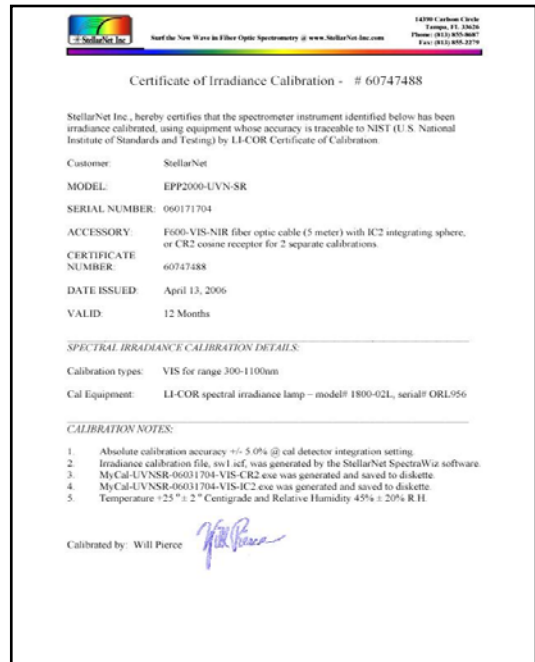 14390 Carlson Circle
Tampa, FL 33626
Phone: (813) 855-8687
Fax: (813) 855-2279
StellarNet Inc
Surf the New Wave in Fiber Optic Spectrometry @ www.StellarNet-Inc.com
Certificate of Irradiance Calibration - # 60747488
StellarNet Inc., hereby certifies that the spectrometer instrument identified below has been
irradiance calibrated, using equipment whose accuracy is traceable to NIST (U.S. National
Institute of Standards and Testing) by LI-COR Certificate of Calibration.
Customer: StellarNet
MODEL: EPP2000-UVN-SR
SERIAL NUMBER: 060171704
ACCESSORY: F600-VIS-NIR fiber optic cable (5 meter) with IC2 integrating sphere,
or CR2 cosine receptor for 2 separate calibrations.
CERTIFICATE
NUMBER: 60747488
DATE ISSUED: April 13, 2006
VALID: 12 Months
SPECTRAL IRRADIANCE CALIBRATION DETAILS:
Calibration types: VIS for range 300-1100nm
Cal Equipment: LI-COR spectral irradiance lamp – model# 1800-02L, serial# ORL956
CALIBRATION NOTES:
1. Absolute calibration accuracy +/- 5.0% @ cal detector integration setting.
2. Irradiance calibration file, sw1.icf, was generated by the StellarNet SpectraWiz software.
3. MyCal-UVNSR-06031704-VIS-CR2.exe was generated and saved to diskette.
4. MyCal-UVNSR-06031704-VIS-IC2.exe was generated and saved to diskette.
5. Temperature +25 ° ± 2 ° Centigrade and Relative Humidity 45% ± 20% R.H.
Calibrated by: Will Pierce
Will Pierce